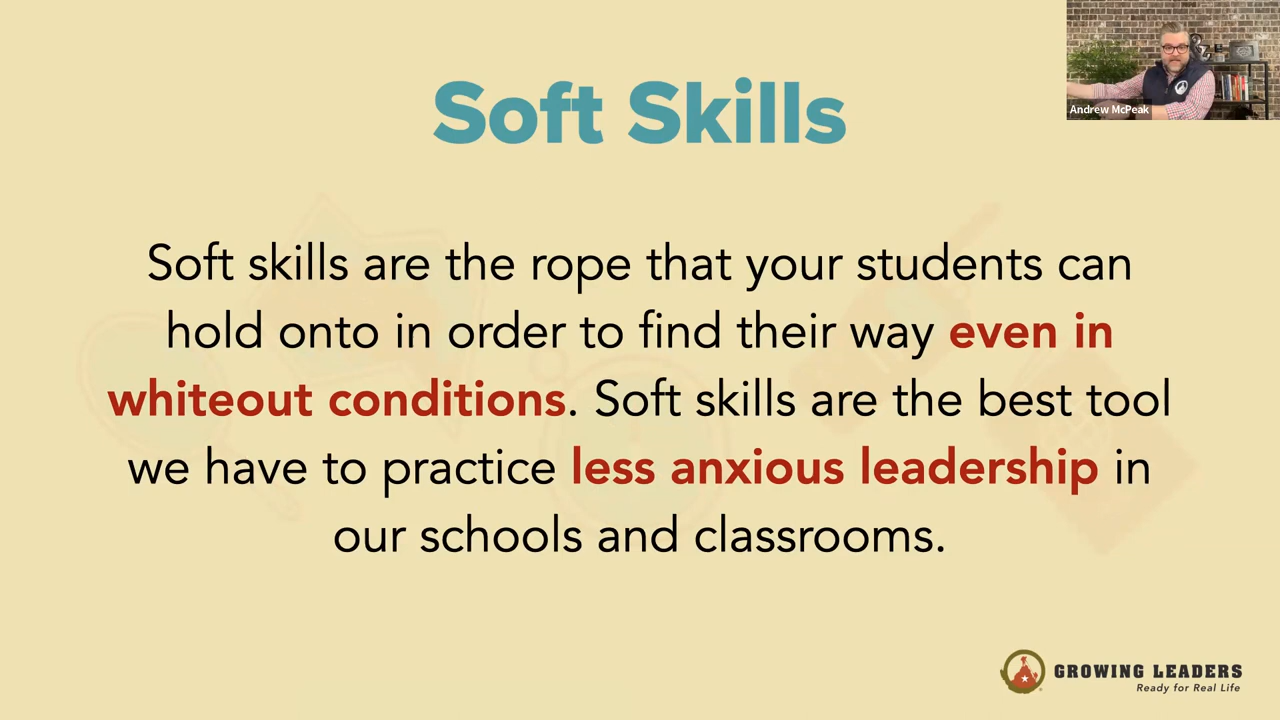 Soft Skills
Andrew McPeak
Soft skills are the rope that your students can
hold onto in order to find their way even in
whiteout conditions. Soft skills are the best tool
we have to practice less anxious leadership in
our schools and classrooms.
GROWING LEADERS
Ready for Real Life